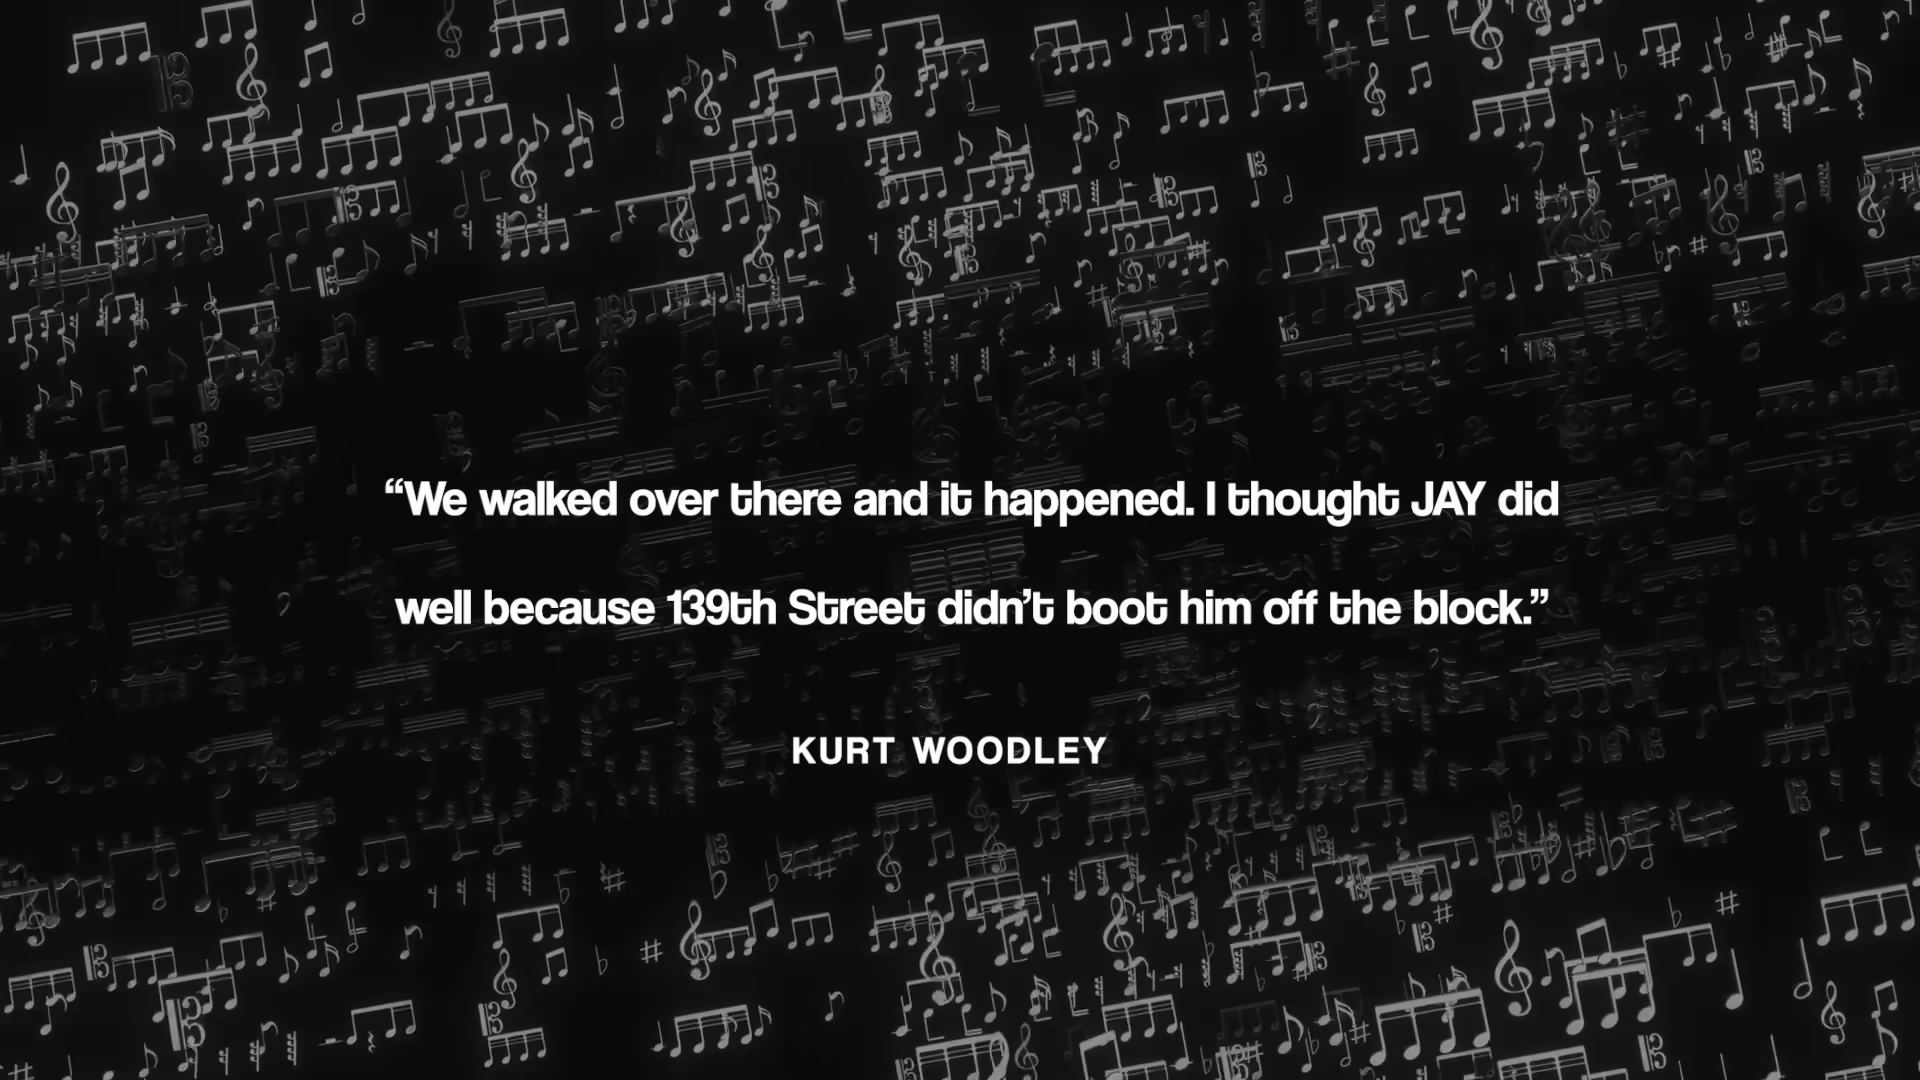 “We walked over there and it happened. I thought JAY did
well because 139th Street didn’t boot him off the block.”
KURT WOODLEY